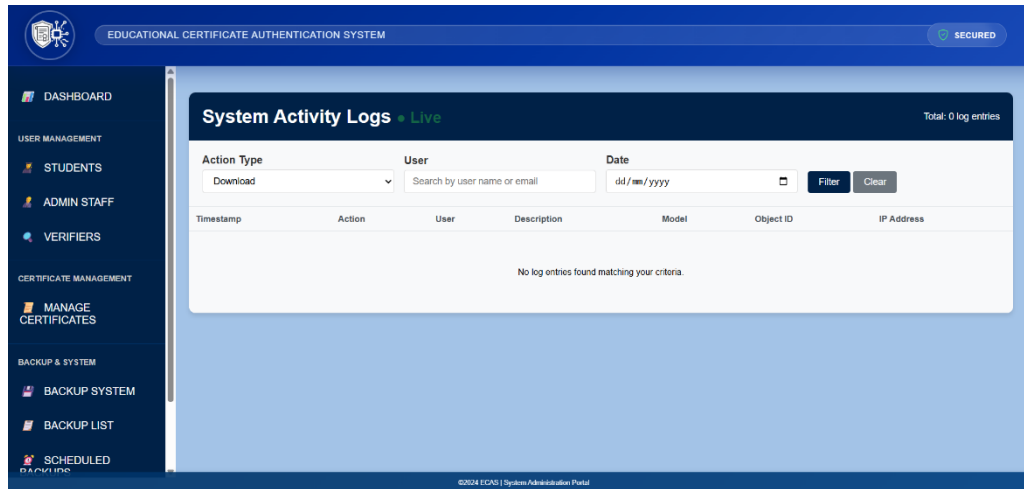 EDUCATIONAL CERTIFICATE AUTHENTICATION SYSTEM
SECURED
DASHBOARD
USER MANAGEMENT
STUDENTS
ADMIN STAFF
VERIFIERS
CERTIFICATE MANAGEMENT
MANAGE
CERTIFICATES
BACKUP & SYSTEM
BACKUP SYSTEM
BACKUP LIST
SCHEDULED
BACKUPS
System Activity Logs • Live
Total: 0 log entries
Action Type
User
Date
Download
Search by user name or email
dd/mm/yyyy
Filter
Clear
Timestamp
Action
User
Description
Model
Object ID
IP Address
No log entries found matching your criteria.
©2024 ECAS | System Administration Portal